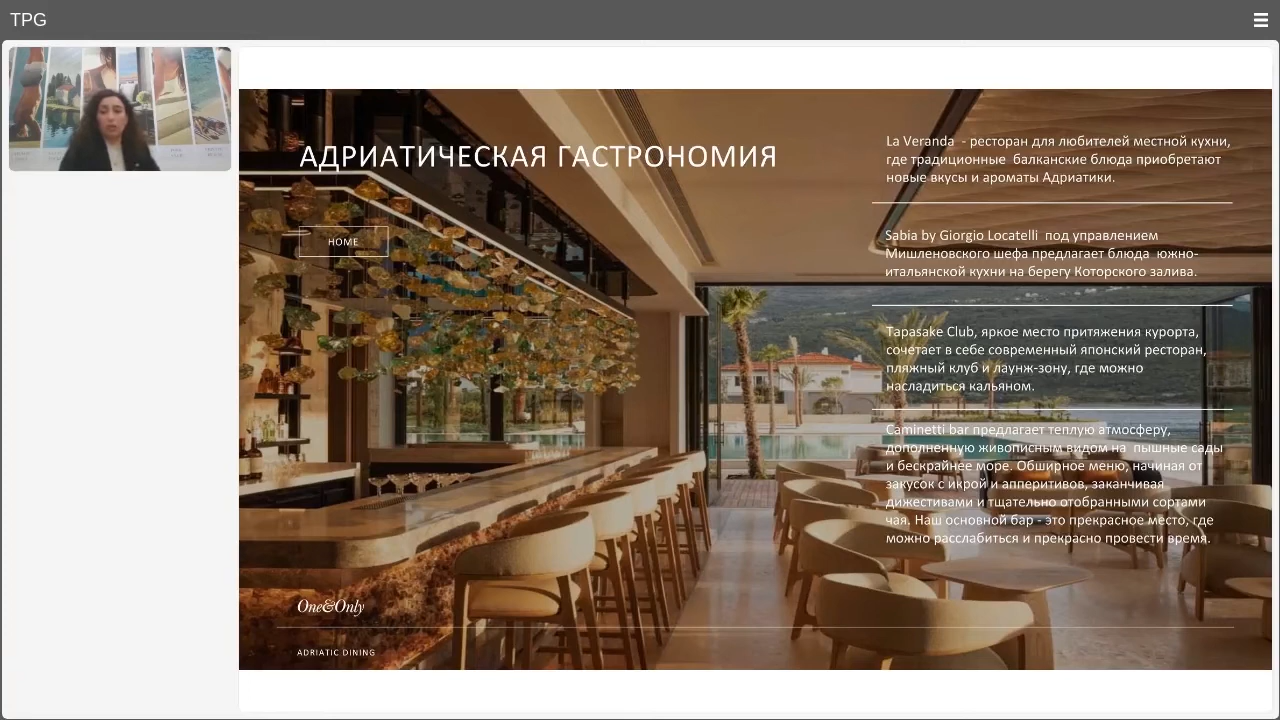 TPG
АДРИАТИЧЕСКАЯ ГАСТРОНОМИЯ
HOME
La Veranda - ресторан для любителей местной кухни,
где традиционные балканские блюда приобретают
новые вкусы и ароматы Адриатики.
Sabia by Giorgio Locatelli под управлением
Мишленовского шефа предлагает блюда южно-
итальянской кухни на берегу Которского залива.
Tapasake Club, яркое место притяжения курорта,
сочетает в себе современный японский ресторан,
пляжный клуб и лаунж-зону, где можно
насладиться кальяном.
Caminetti bar предлагает теплую атмосферу,
дополненную живописным видом на пышные сады
и бескрайнее море. Обширное меню, начиная от
закусок с икрой и апперитивов, заканчивая
дижестивами и тщательно отобранными сортами
чая. Наш основной бар - это прекрасное место, где
можно расслабиться и прекрасно провести время.
One&Only
ADRIATIC DINING